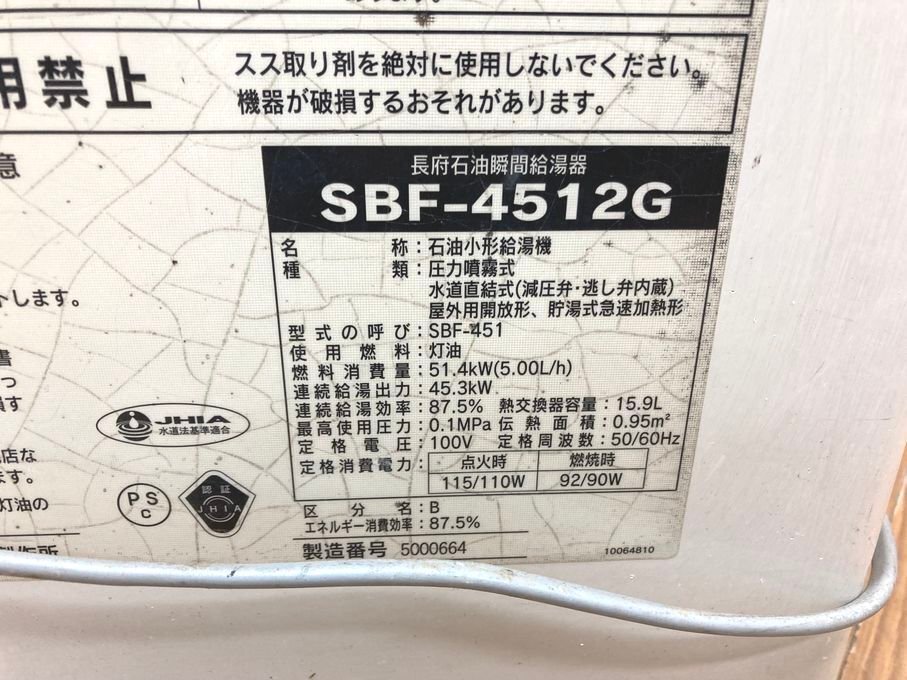 用禁止
スス取り剤を絶対に使用しないでください。
機器が破損するおそれがあります。
意
トします。
書
つ
損す
店な
ます。
灯油の
JHIA
水道法基準適合
PS
C
認証
JHIA
長府石油瞬間給湯器
SBF-4512G
名称：石油小形給湯機
種類：圧力噴霧式
水道直結式(減圧弁・逃し弁内蔵)
屋外用開放形、貯湯式急速加熱形
型式の呼び：SBF-451
使用燃料：灯油
燃料消費量：51.4kW(5.00L/h)
連続給湯出力：45.3kW
連続給湯効率：87.5% 熱交換器容量：15.9L
最高使用圧力：0.1MPa 伝熱面積：0.95m²
定格電圧：100V 定格周波数：50/60Hz
定格消費電力： 点火時 燃焼時
115/110W 92/90W
区分名：B
エネルギー消費効率：87.5%
製造番号 5000664
10064810